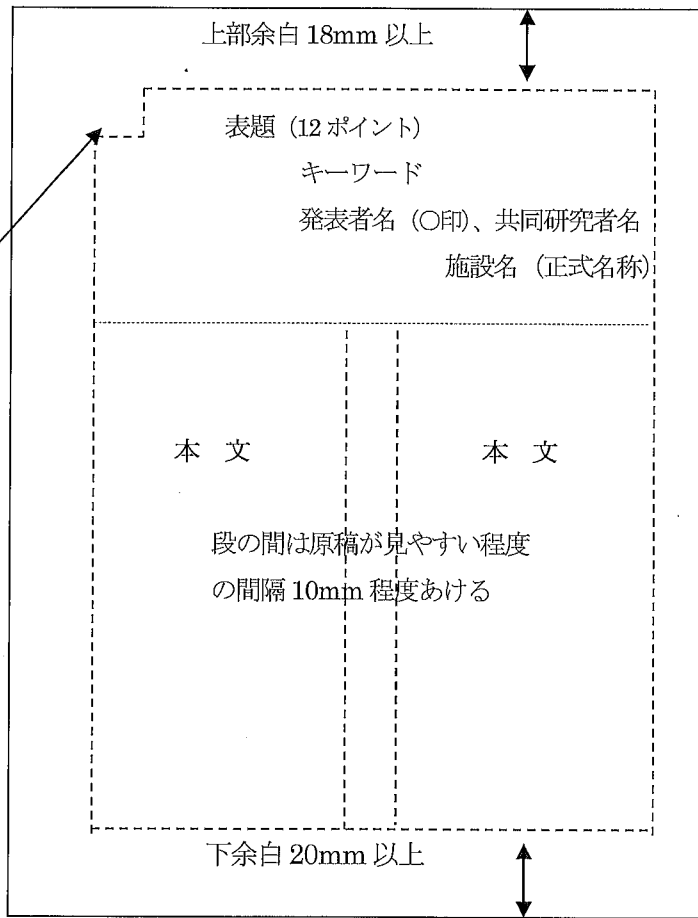 上部余白 18mm 以上
表題（12 ポイント）
キーワード
発表者名（○印）、共同研究者名
施設名（正式名称）
本　文
本　文
段の間は原稿が見やすい程度
の間隔 10mm 程度あける
下余白 20mm 以上